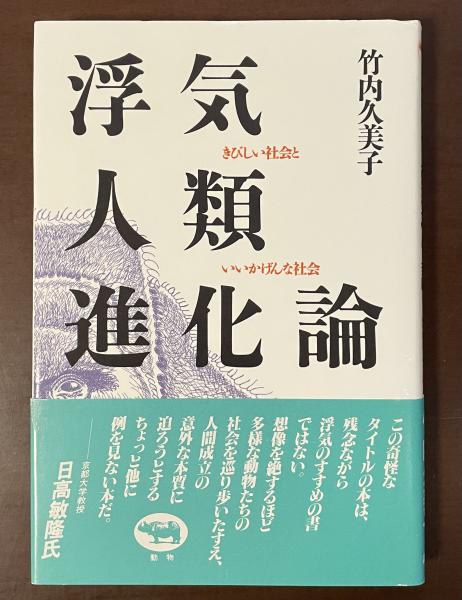 浮気
人類
進化論
きびしい社会と
いいかげんな社会
竹内久美子
この奇怪な
タイトルの本は、
残念ながら
浮気のすすめの書
ではない。
想像を絶するほど
多様な動物たちの
社会を巡り歩いたすえ、
人間成立の
意外な本質に
迫ろうとする
ちょっと他に
例を見ない本だ。
京都大学教授
日高敏隆氏
動物